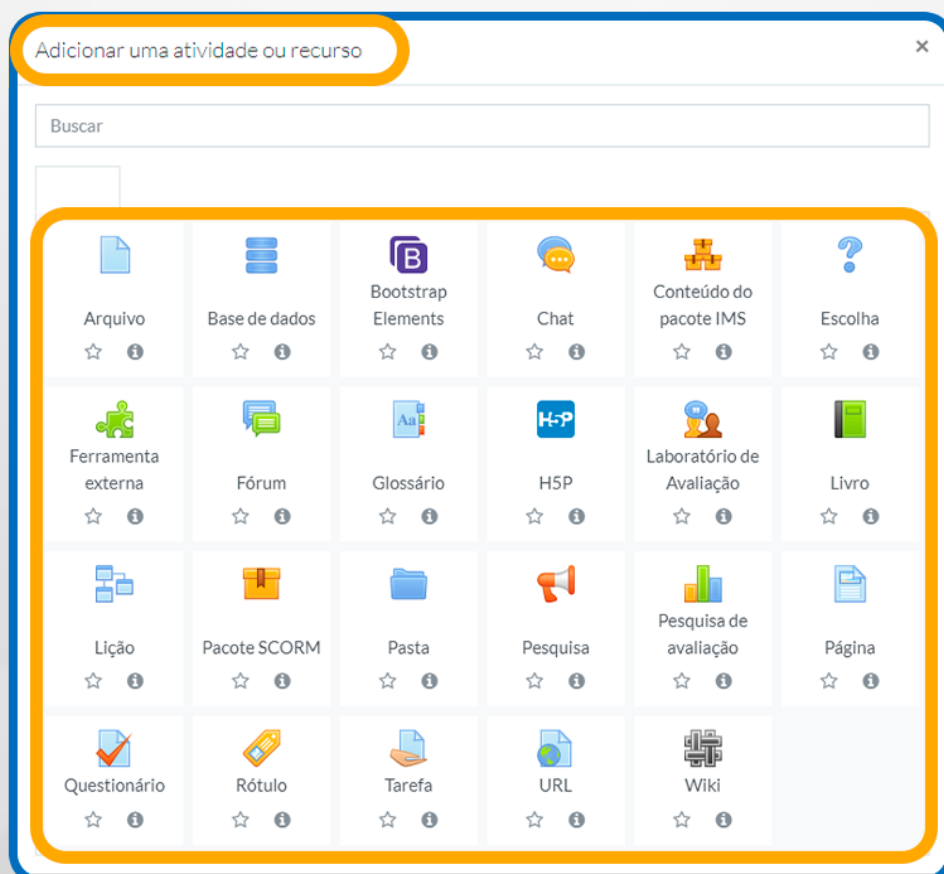 Adicionar uma atividade ou recurso
×
Buscar
Arquivo
Base de dados
B
Bootstrap
Elements
Chat
Conteúdo do
pacote IMS
Escolha
Ferramenta
externa
Fórum
Aa
Glossário
H5P
H5P
Laboratório de
Avaliação
Livro
Lição
Pacote SCORM
Pasta
Pesquisa
Pesquisa de
avaliação
Página
Questionário
Rótulo
Tarefa
URL
Wiki